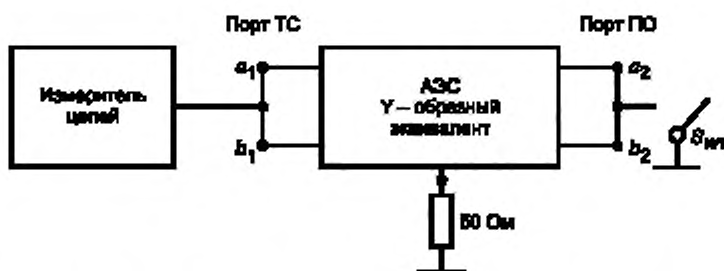 Порт ТС
Порт ПО
a1
a2
Измеритель
цепей
АЭС
Y – образный
эквивалент
b1
b2
50 Ом